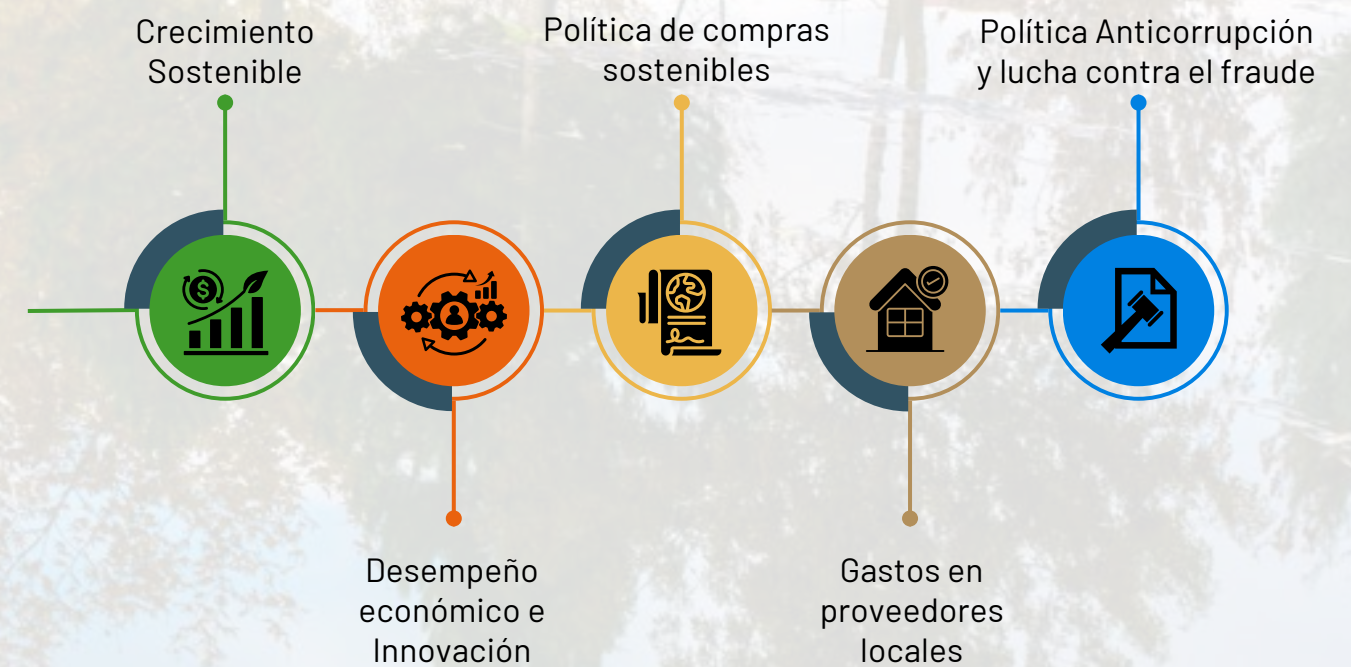 Crecimiento
Sostenible
Desempeño
económico e
Innovación
Política de compras
sostenibles
Gastos en
proveedores
locales
Política Anticorrupción
y lucha contra el fraude